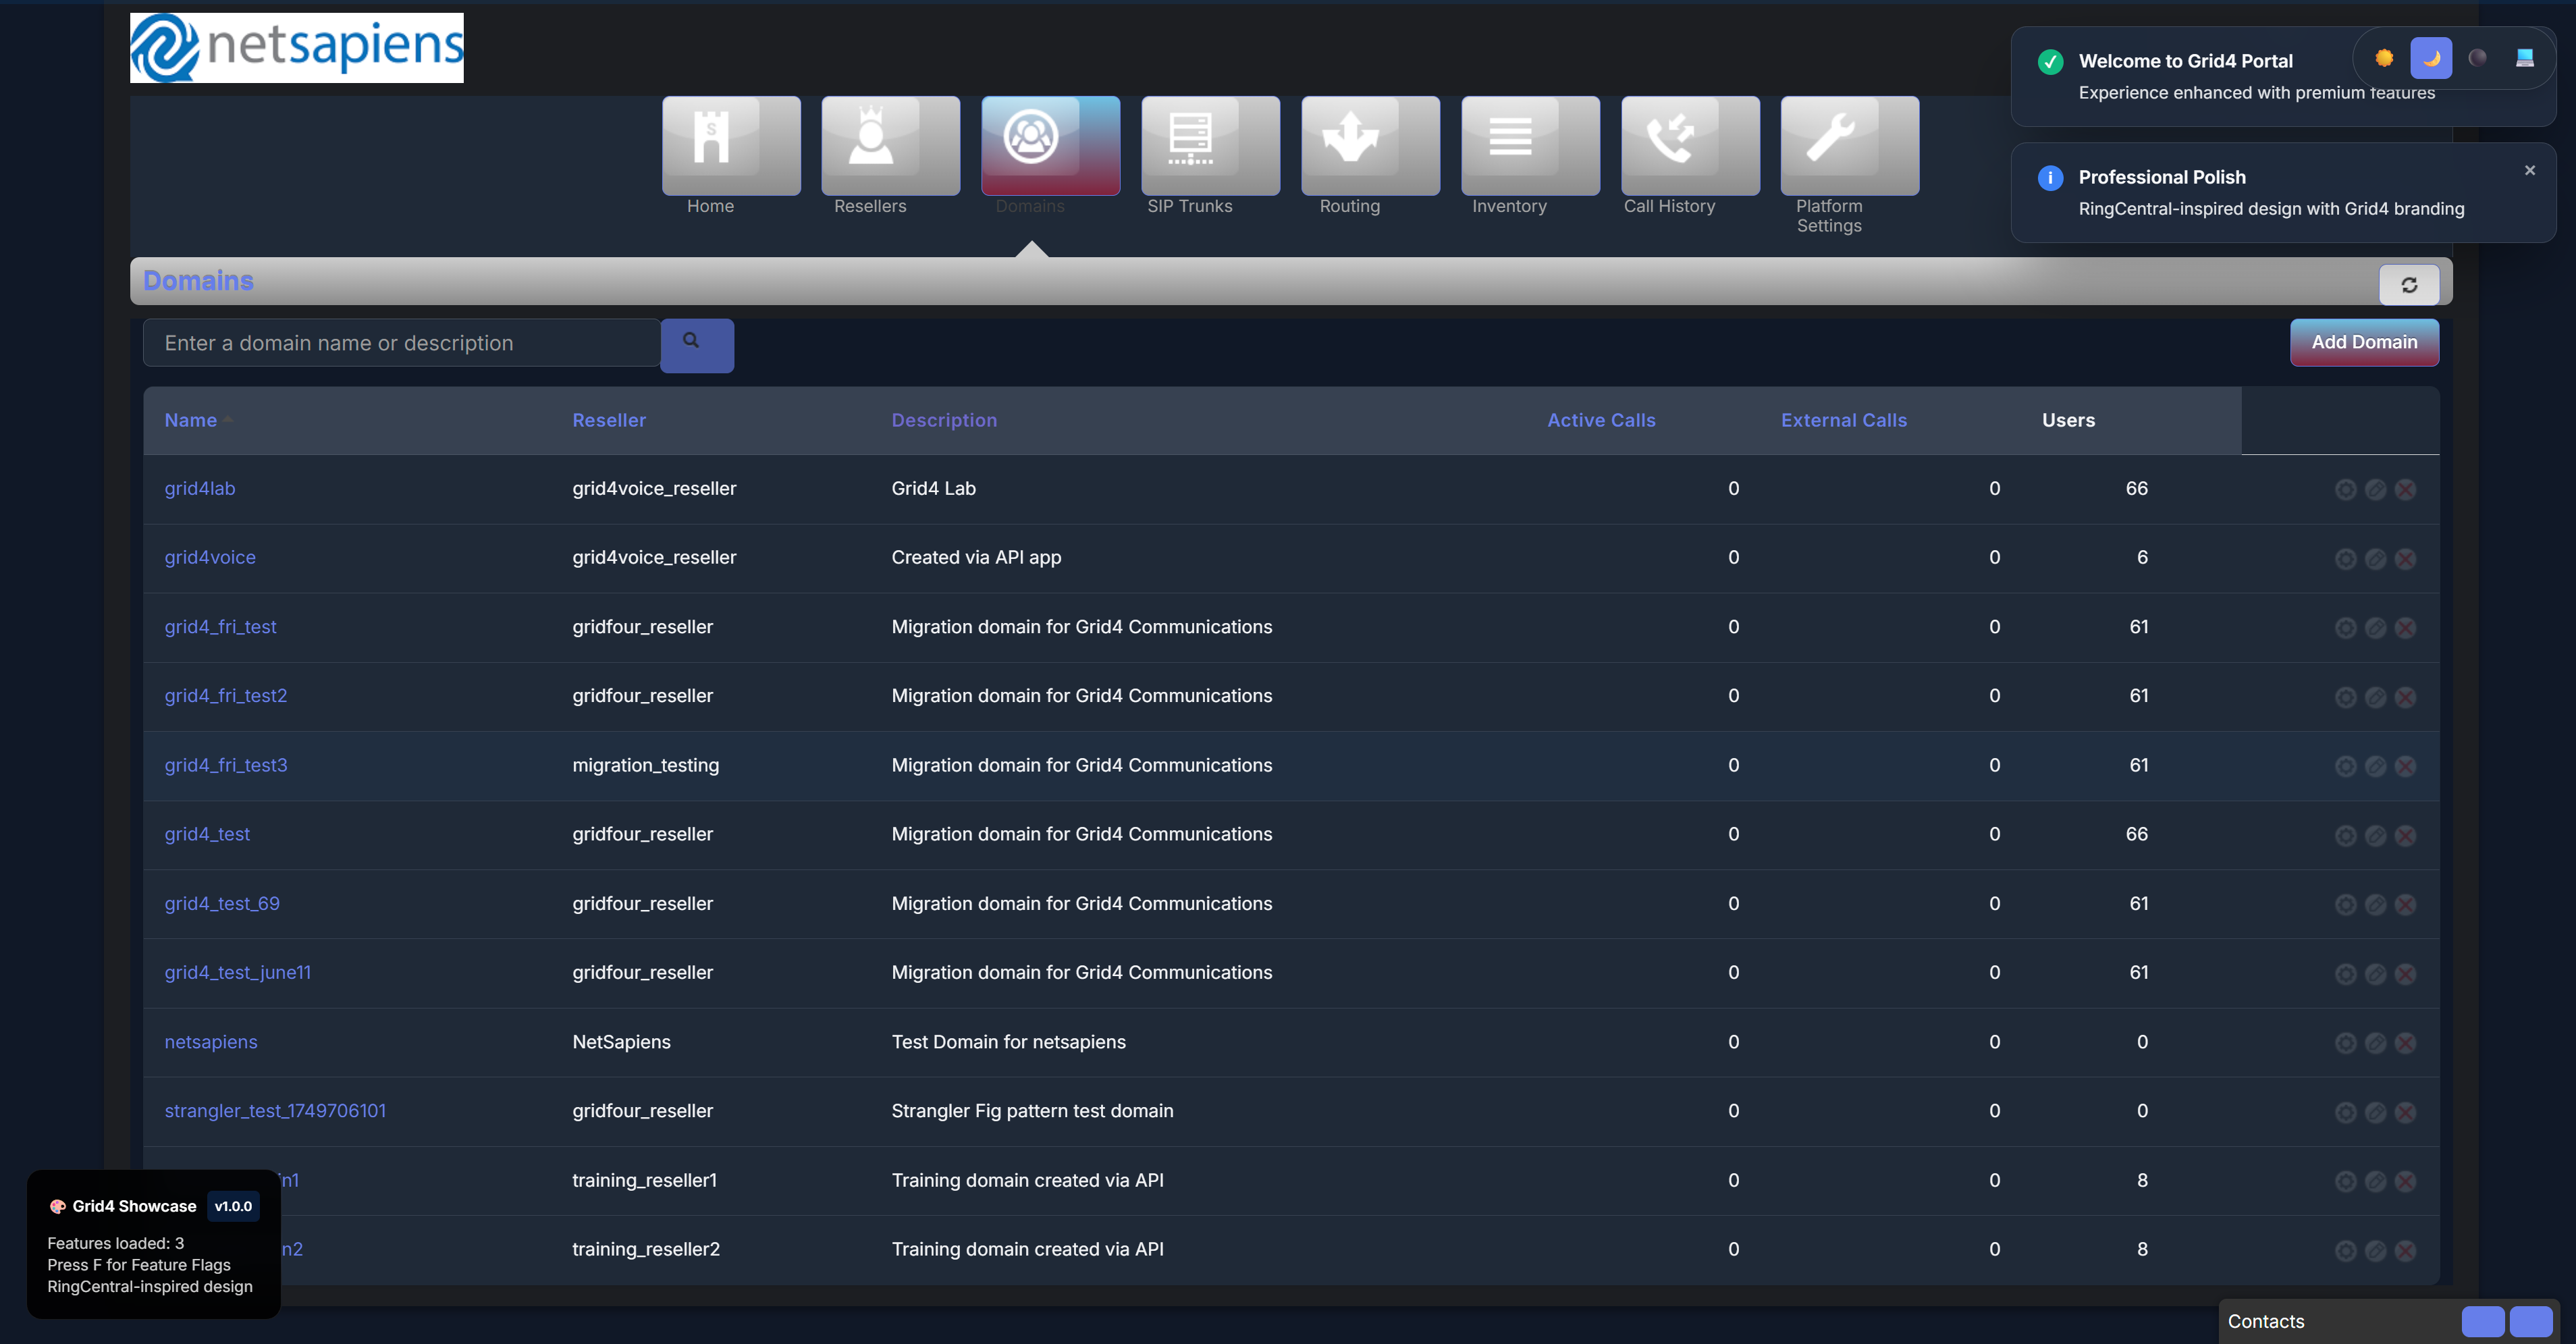 netsapiens
Welcome to Grid4 Portal
Experience enhanced with premium features
Professional Polish
RingCentral-inspired design with Grid4 branding
S
Home
Resellers
Domains
SIP Trunks
Routing
Inventory
Call History
Platform
Settings
Domains
Enter a domain name or description
Add Domain
Name Reseller Description Active Calls External Calls Users
grid4lab grid4voice_reseller Grid4 Lab 0 0 66
grid4voice grid4voice_reseller Created via API app 0 0 6
grid4_fri_test gridfour_reseller Migration domain for Grid4 Communications 0 0 61
grid4_fri_test2 gridfour_reseller Migration domain for Grid4 Communications 0 0 61
grid4_fri_test3 migration_testing Migration domain for Grid4 Communications 0 0 61
grid4_test gridfour_reseller Migration domain for Grid4 Communications 0 0 66
grid4_test_69 gridfour_reseller Migration domain for Grid4 Communications 0 0 61
grid4_test_june11 gridfour_reseller Migration domain for Grid4 Communications 0 0 61
netsapiens NetSapiens Test Domain for netsapiens 0 0 0
strangler_test_1749706101 gridfour_reseller Strangler Fig pattern test domain 0 0 0
n1 training_reseller1 Training domain created via API 0 0 8
n2 training_reseller2 Training domain created via API 0 0 8
Grid4 Showcase v1.0.0
Features loaded: 3
Press F for Feature Flags
RingCentral-inspired design
Contacts